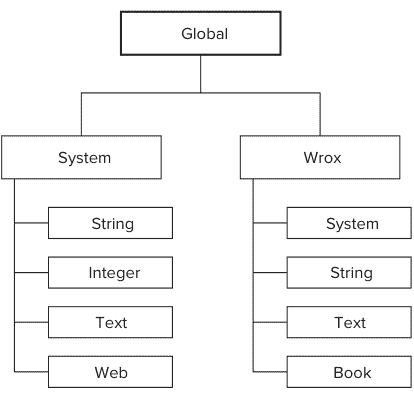 Global
System
Wrox
String
System
Integer
String
Text
Text
Web
Book